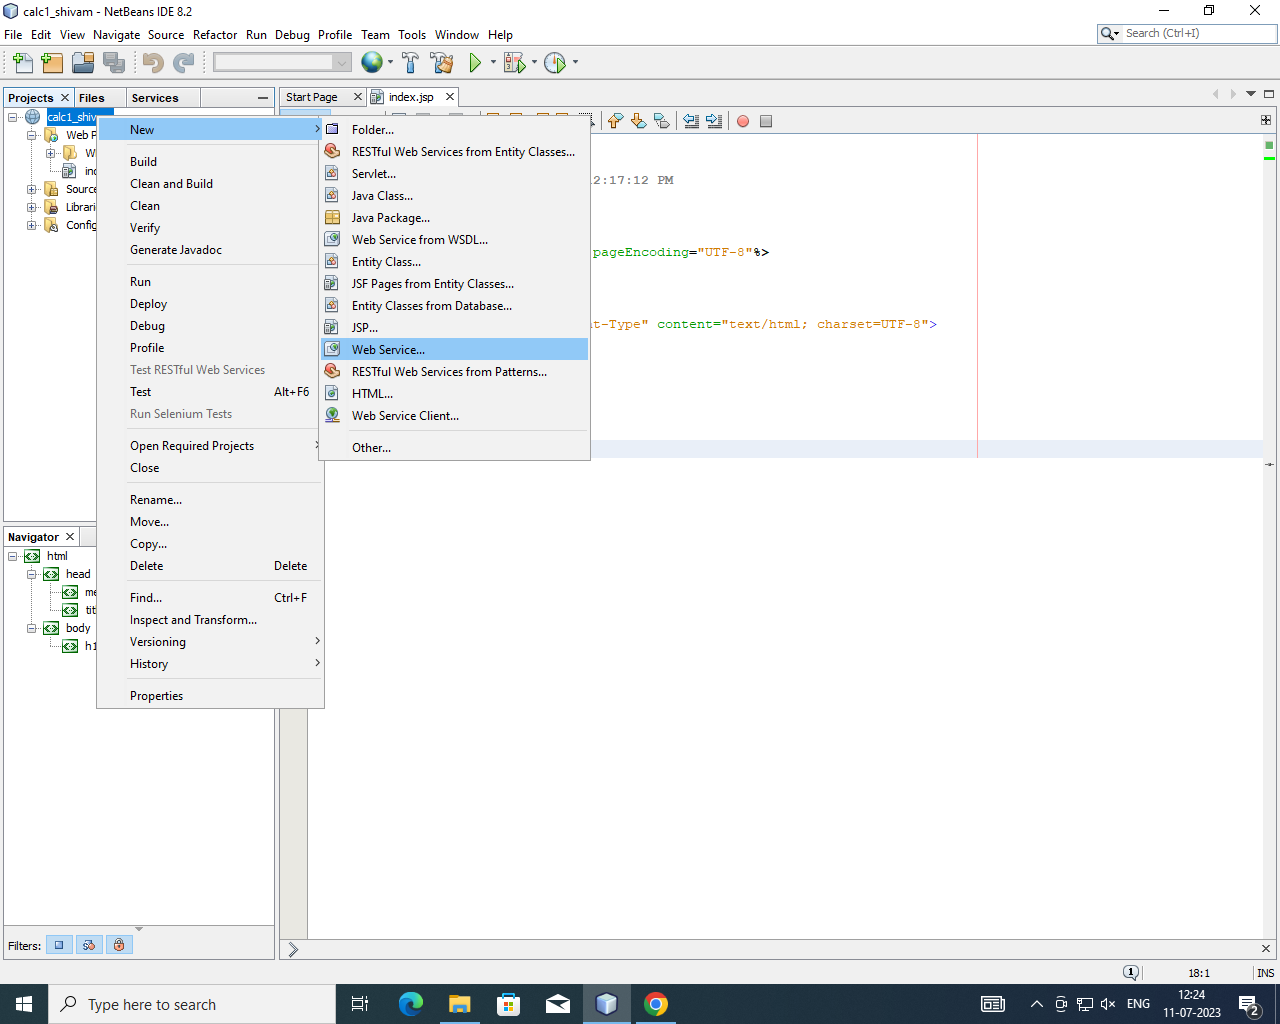 calc1_shivam - NetBeans IDE 8.2
File Edit View Navigate Source Refactor Run Debug Profile Team Tools Window Help
Search (Ctrl+I)
Projects Files Services
Start Page index.jsp
calc1_shivam
Web P
W
ind
Source
Librari
Config
New
Build
Clean and Build
Clean
Verify
Generate Javadoc
Run
Deploy
Debug
Profile
Test RESTful Web Services
Test Alt+F6
Run Selenium Tests
Open Required Projects
Close
Rename...
Move...
Copy...
Delete Delete
Find... Ctrl+F
Inspect and Transform...
Versioning
History
Properties
Folder...
RESTful Web Services from Entity Classes...
Servlet...
Java Class...
Java Package...
Web Service from WSDL...
Entity Class...
JSF Pages from Entity Classes...
Entity Classes from Database...
JSP...
Web Service...
RESTful Web Services from Patterns...
HTML...
Web Service Client...
Other...
12:17:12 PM
pageEncoding="UTF-8"%>
nt-Type" content="text/html; charset=UTF-8">
Navigator
html
head
me
titl
body
h1
Filters:
1
18:1
INS
Type here to search
ENG
12:24
11-07-2023
2